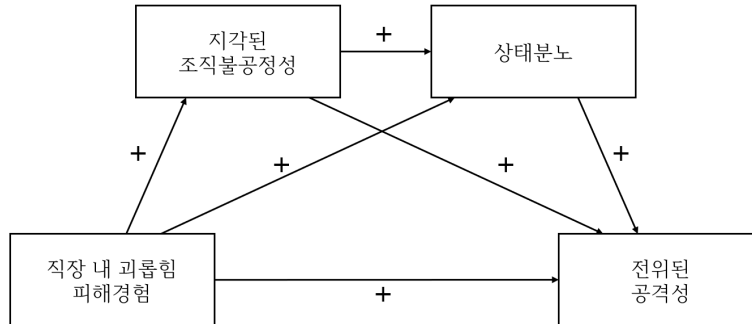 지각된
조직불공정성
+
상태분노
+
+
+
+
직장 내 괴롭힘
피해경험
+
전위된
공격성